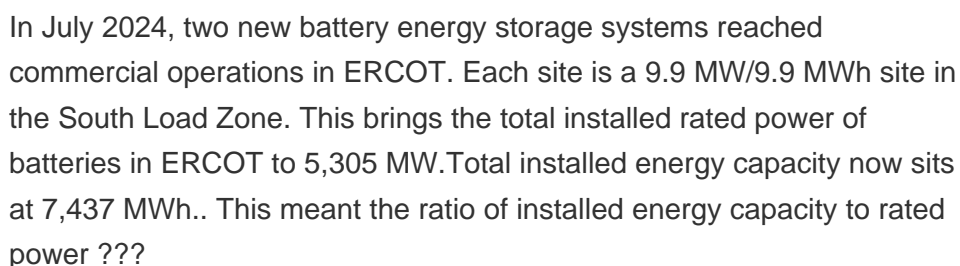 In July 2024, two new battery energy storage systems reached
commercial operations in ERCOT. Each site is a 9.9 MW/9.9 MWh site in
the South Load Zone. This brings the total installed rated power of
batteries in ERCOT to 5,305 MW.Total installed energy capacity now sits
at 7,437 MWh.. This meant the ratio of installed energy capacity to rated
power ???